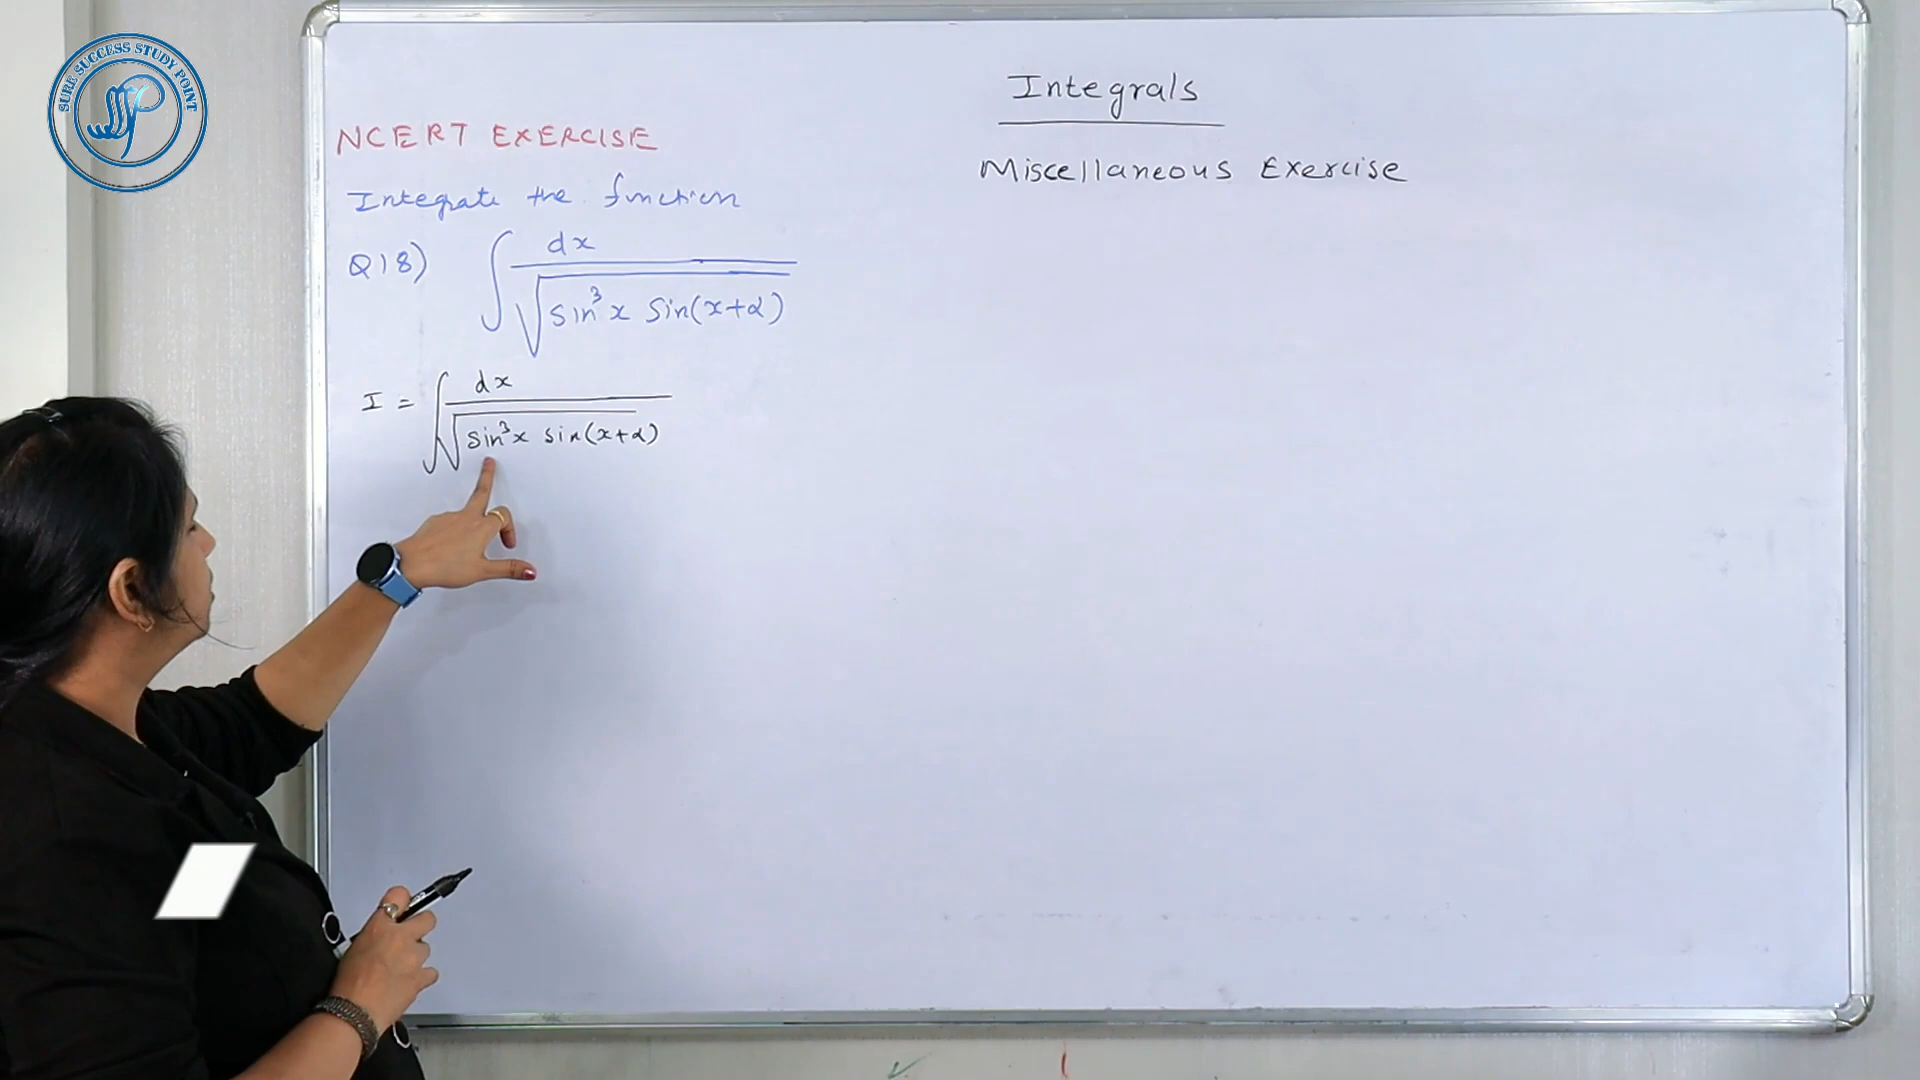 SURE SUCCESS STUDY POINT
Integrals
Miscellaneous Exercise
NCERT EXERCISE
Integrate the function
Q18) ∫ dx / √(sin³x sin(x+α))
I = ∫ dx / √(sin³x sin(x+α))